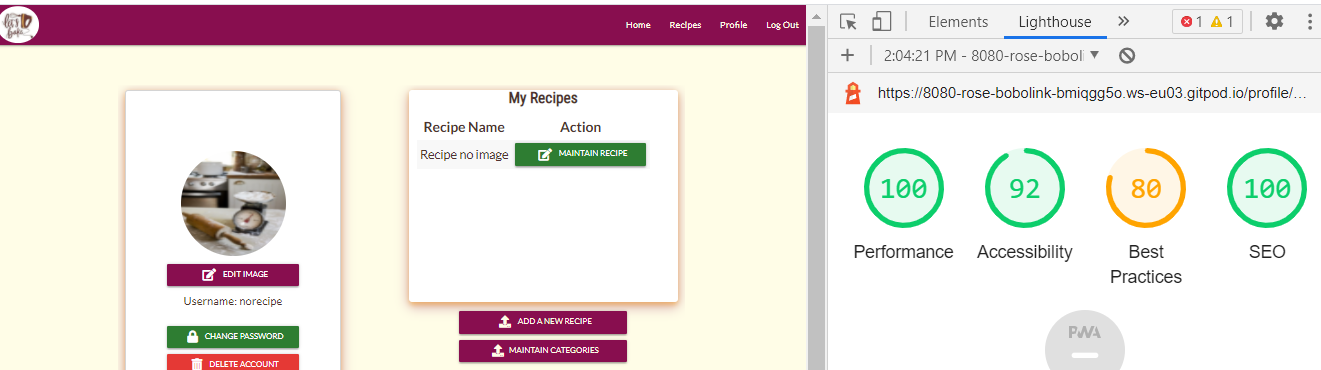 let's
bake
Home Recipes Profile Log Out
My Recipes
Recipe Name Action
Recipe no image MAINTAIN RECIPE
EDIT IMAGE
Username: norecipe
CHANGE PASSWORD
DELETE ACCOUNT
ADD A NEW RECIPE
MAINTAIN CATEGORIES
Elements Lighthouse » 1 1
2:04:21 PM - 8080-rose-boboli
https://8080-rose-bobolink-bmiqgg5o.ws-eu03.gitpod.io/profile/…
100 92 80 100
Performance Accessibility Best Practices SEO
PWA